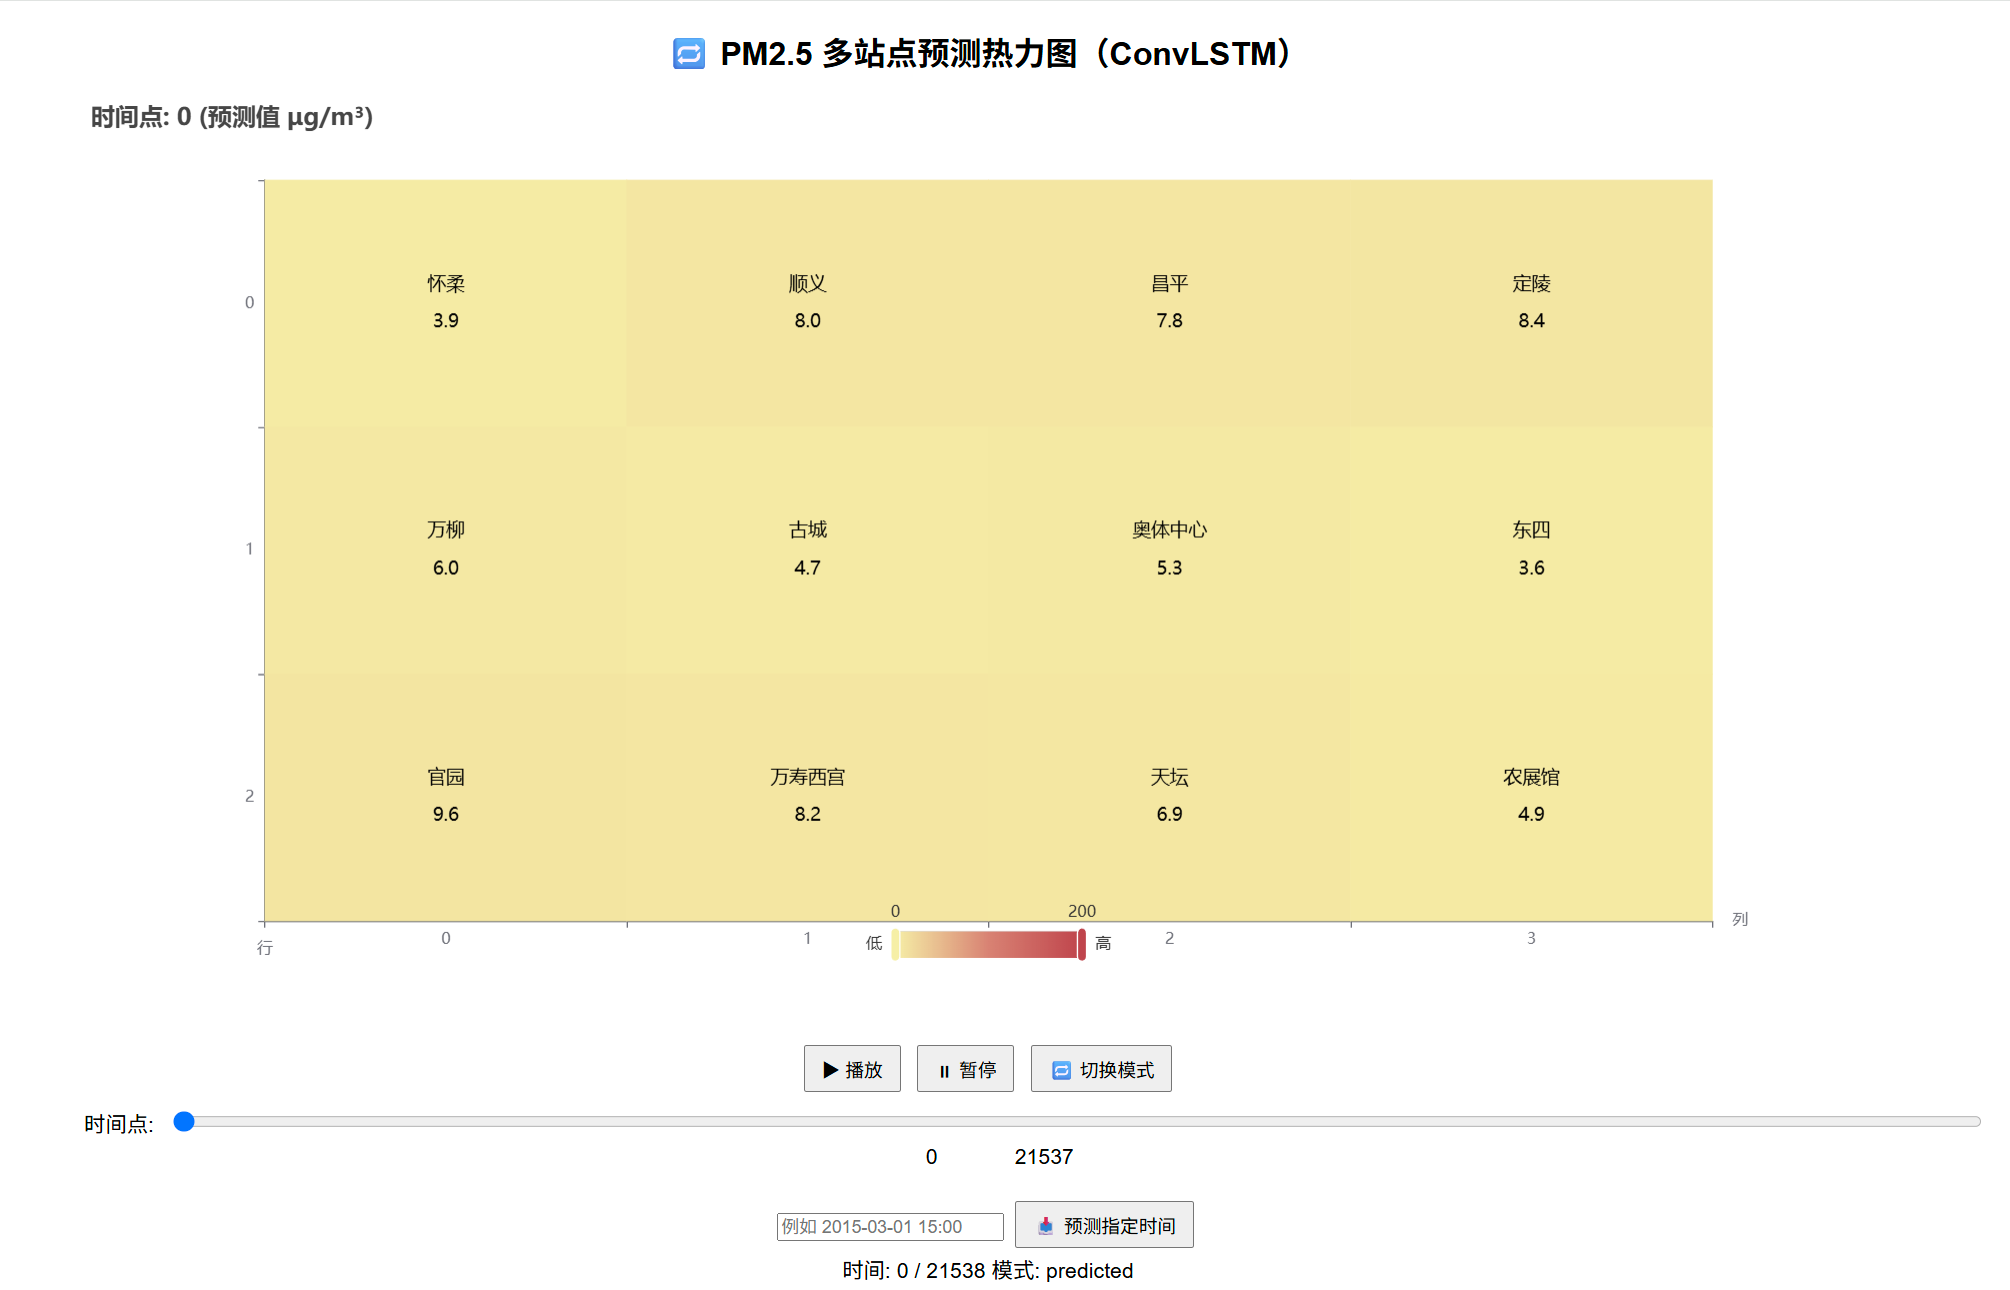 🔁 PM2.5 多站点预测热力图（ConvLSTM）
时间点: 0 (预测值 μg/m³)
0
怀柔
3.9
顺义
8.0
昌平
7.8
定陵
8.4
1
万柳
6.0
古城
4.7
奥体中心
5.3
东四
3.6
2
官园
9.6
万寿西宫
8.2
天坛
6.9
农展馆
4.9
0 200
低 高
行 0 1 2 3 列
▶ 播放 ⏸ 暂停 🔁 切换模式
时间点:
0 21537
例如 2015-03-01 15:00 📥 预测指定时间
时间: 0 / 21538 模式: predicted